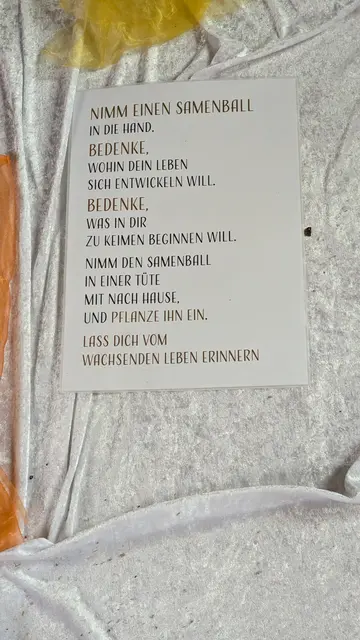 NIMM EINEN SAMENBALL
IN DIE HAND.
BEDENKE,
WOHIN DEIN LEBEN
SICH ENTWICKELN WILL.
BEDENKE,
WAS IN DIR
ZU KEIMEN BEGINNEN WILL.
NIMM DEN SAMENBALL
IN EINER TÜTE
MIT NACH HAUSE,
UND PFLANZE IHN EIN.
LASS DICH VOM
WACHSENDEN LEBEN ERINNERN